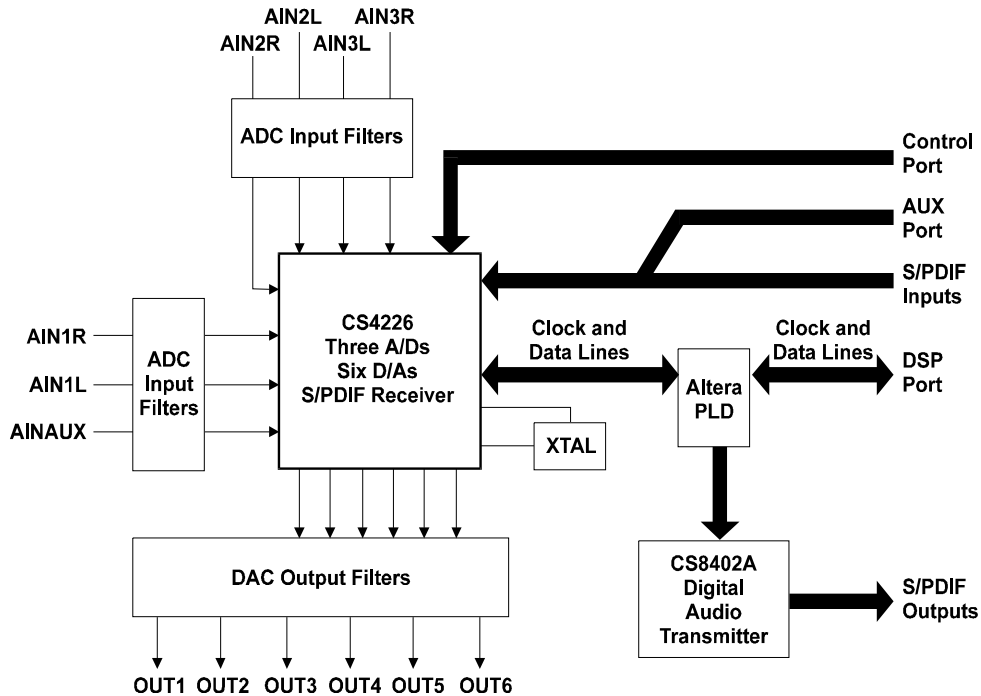 AIN2L
AIN3R
AIN2R
AIN3L
ADC Input Filters
Control
Port
AUX
Port
S/PDIF
Inputs
CS4226
Three A/Ds
Six D/As
S/PDIF Receiver
AIN1R
AIN1L
AINAUX
ADC
Input
Filters
Clock and
Data Lines
Clock and
Data Lines
DSP
Port
Altera
PLD
XTAL
DAC Output Filters
CS8402A
Digital
Audio
Transmitter
S/PDIF
Outputs
OUT1
OUT2
OUT3
OUT4
OUT5
OUT6